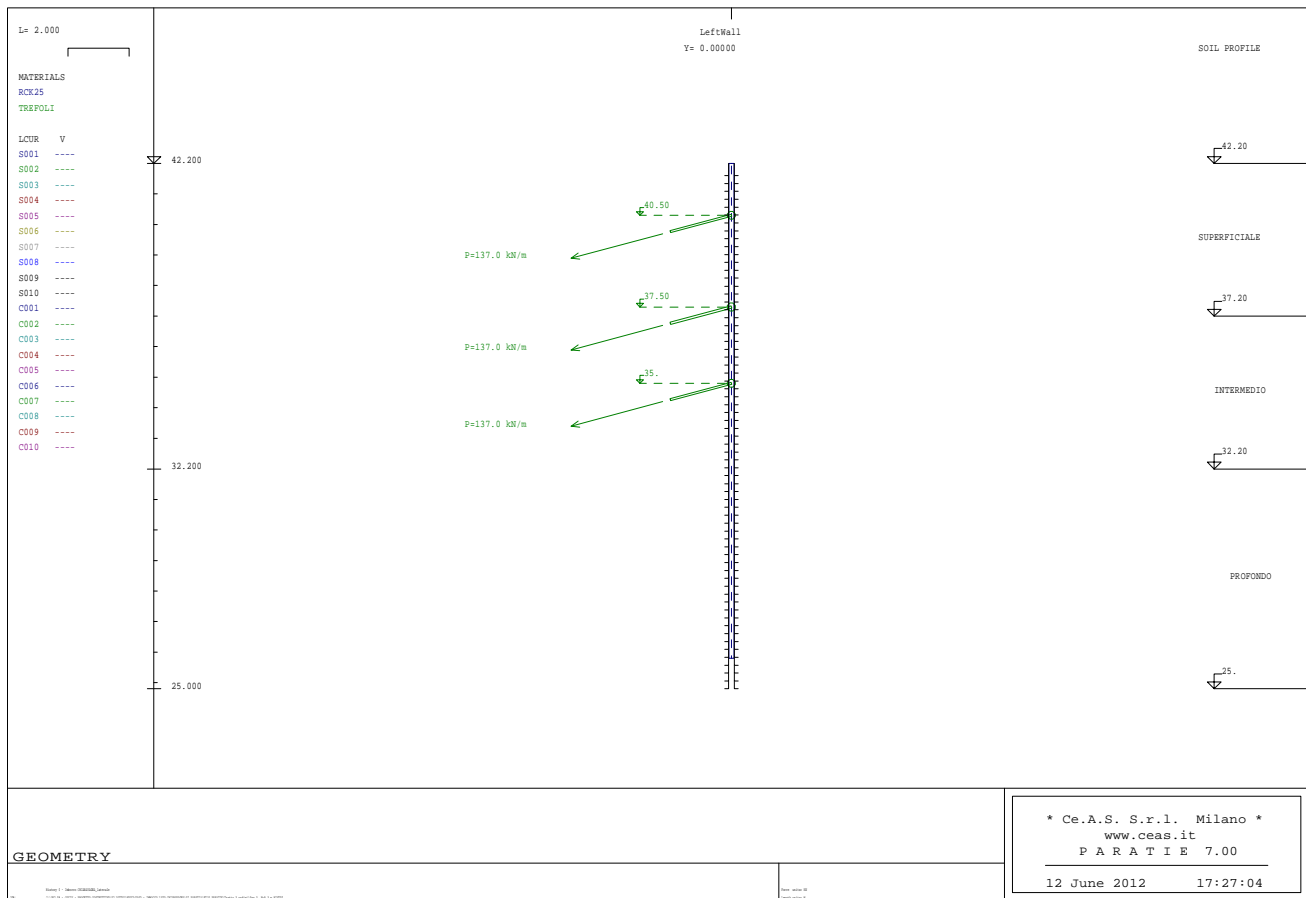 L= 2.000
MATERIALS
RCK25
TREFOLI
LCUR V
S001 ----
S002 ----
S003 ----
S004 ----
S005 ----
S006 ----
S007 ----
S008 ----
S009 ----
S010 ----
C001 ----
C002 ----
C003 ----
C004 ----
C005 ----
C006 ----
C007 ----
C008 ----
C009 ----
C010 ----
42.200
32.200
25.000
LeftWall
Y= 0.00000
40.50
P=137.0 kN/m
37.50
P=137.0 kN/m
35.
P=137.0 kN/m
SOIL PROFILE
42.20
SUPERFICIALE
37.20
INTERMEDIO
32.20
PROFONDO
25.
GEOMETRY
* Ce.A.S. S.r.l. Milano *
www.ceas.it
P A R A T I E 7.00
12 June 2012 17:27:04